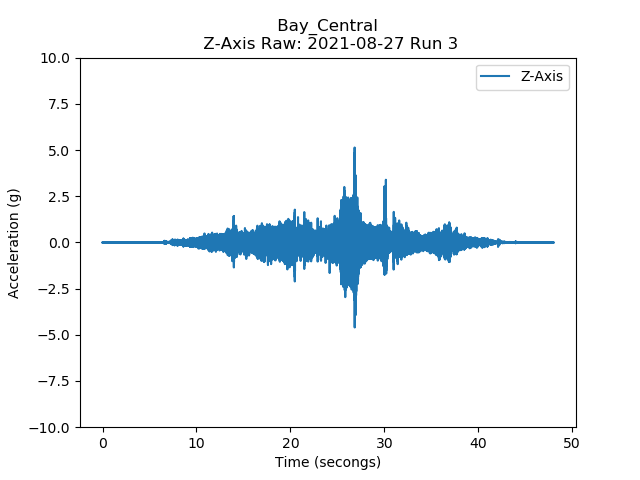 Bay_Central
Z-Axis Raw: 2021-08-27 Run 3
10.0
7.5
5.0
2.5
0.0
−2.5
−5.0
−7.5
−10.0
Acceleration (g)
Z-Axis
0 10 20 30 40 50
Time (secongs)